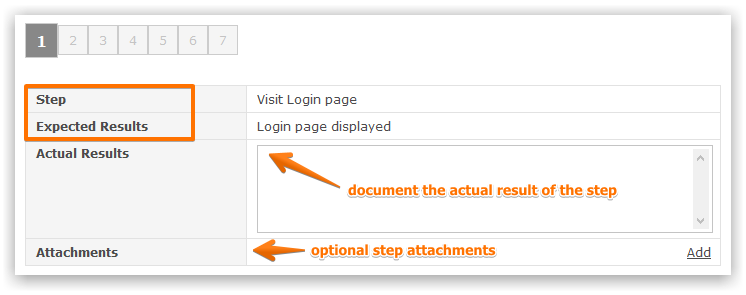 1 2 3 4 5 6 7
Step Visit Login page
Expected Results Login page displayed
Actual Results
document the actual result of the step
Attachments optional step attachments Add